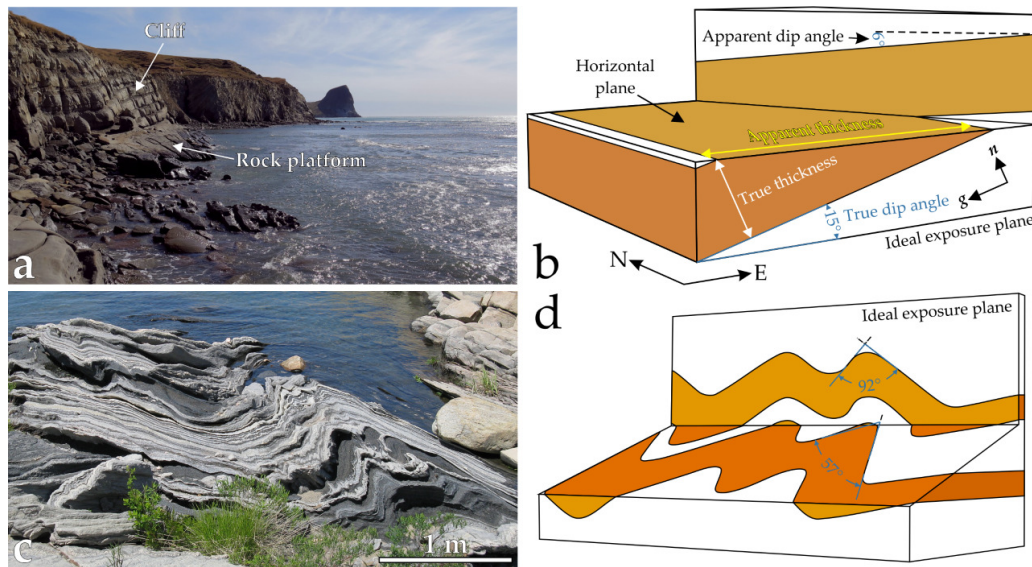 Cliff
Rock platform
a
Apparent dip angle
6°
Horizontal
plane
Apparent thickness
True thickness
n
g
True dip angle
15°
Ideal exposure plane
N
E
b
c
1 m
d
Ideal exposure plane
92°
57°